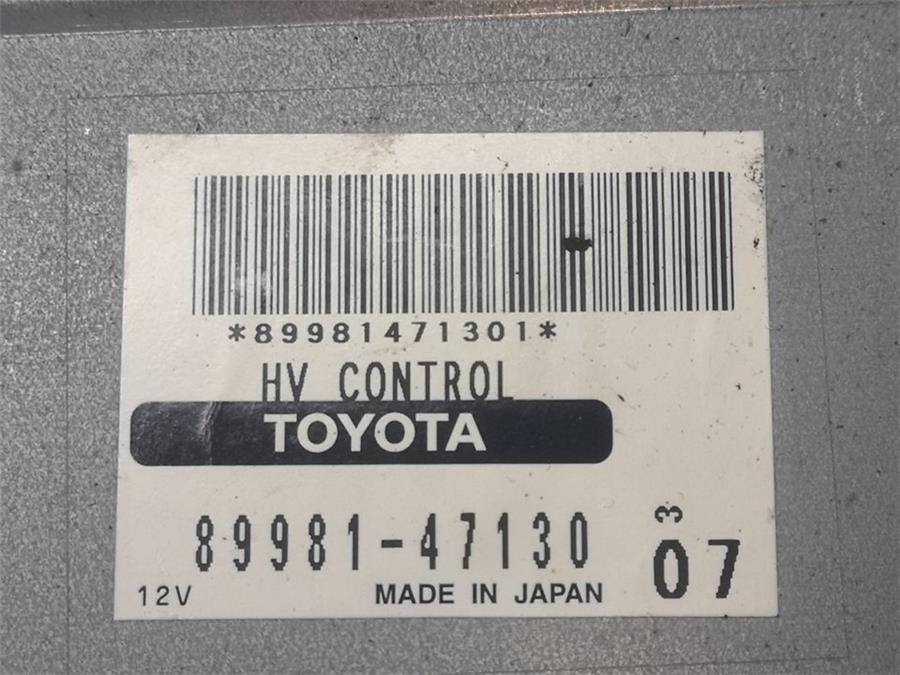 *89981471301*
HV CONTROL
TOYOTA
89981-47130
3
07
12V
MADE IN JAPAN